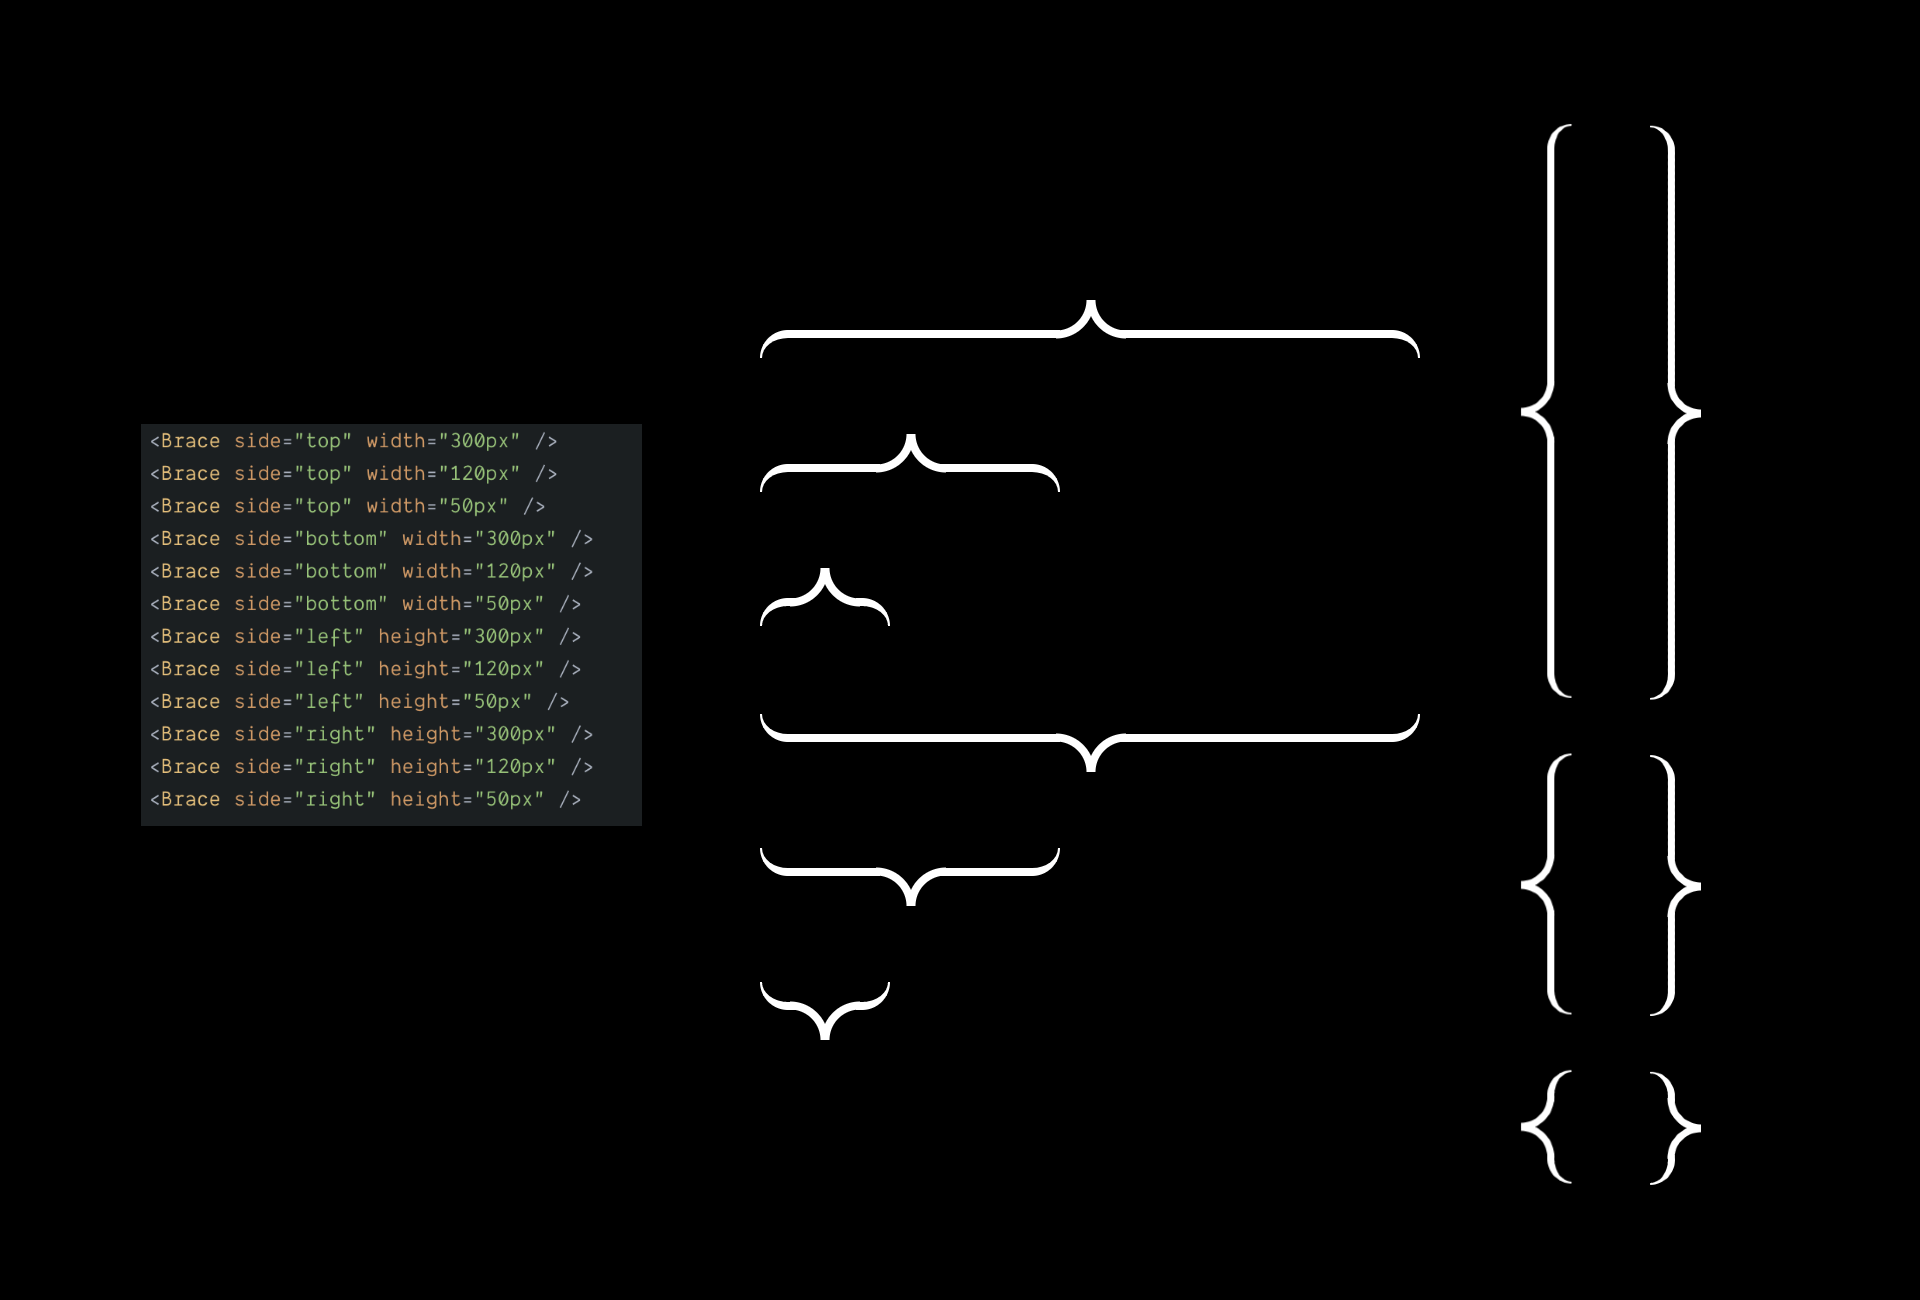 <Brace side="top" width="300px" />
<Brace side="top" width="120px" />
<Brace side="top" width="50px" />
<Brace side="bottom" width="300px" />
<Brace side="bottom" width="120px" />
<Brace side="bottom" width="50px" />
<Brace side="left" height="300px" />
<Brace side="left" height="120px" />
<Brace side="left" height="50px" />
<Brace side="right" height="300px" />
<Brace side="right" height="120px" />
<Brace side="right" height="50px" />